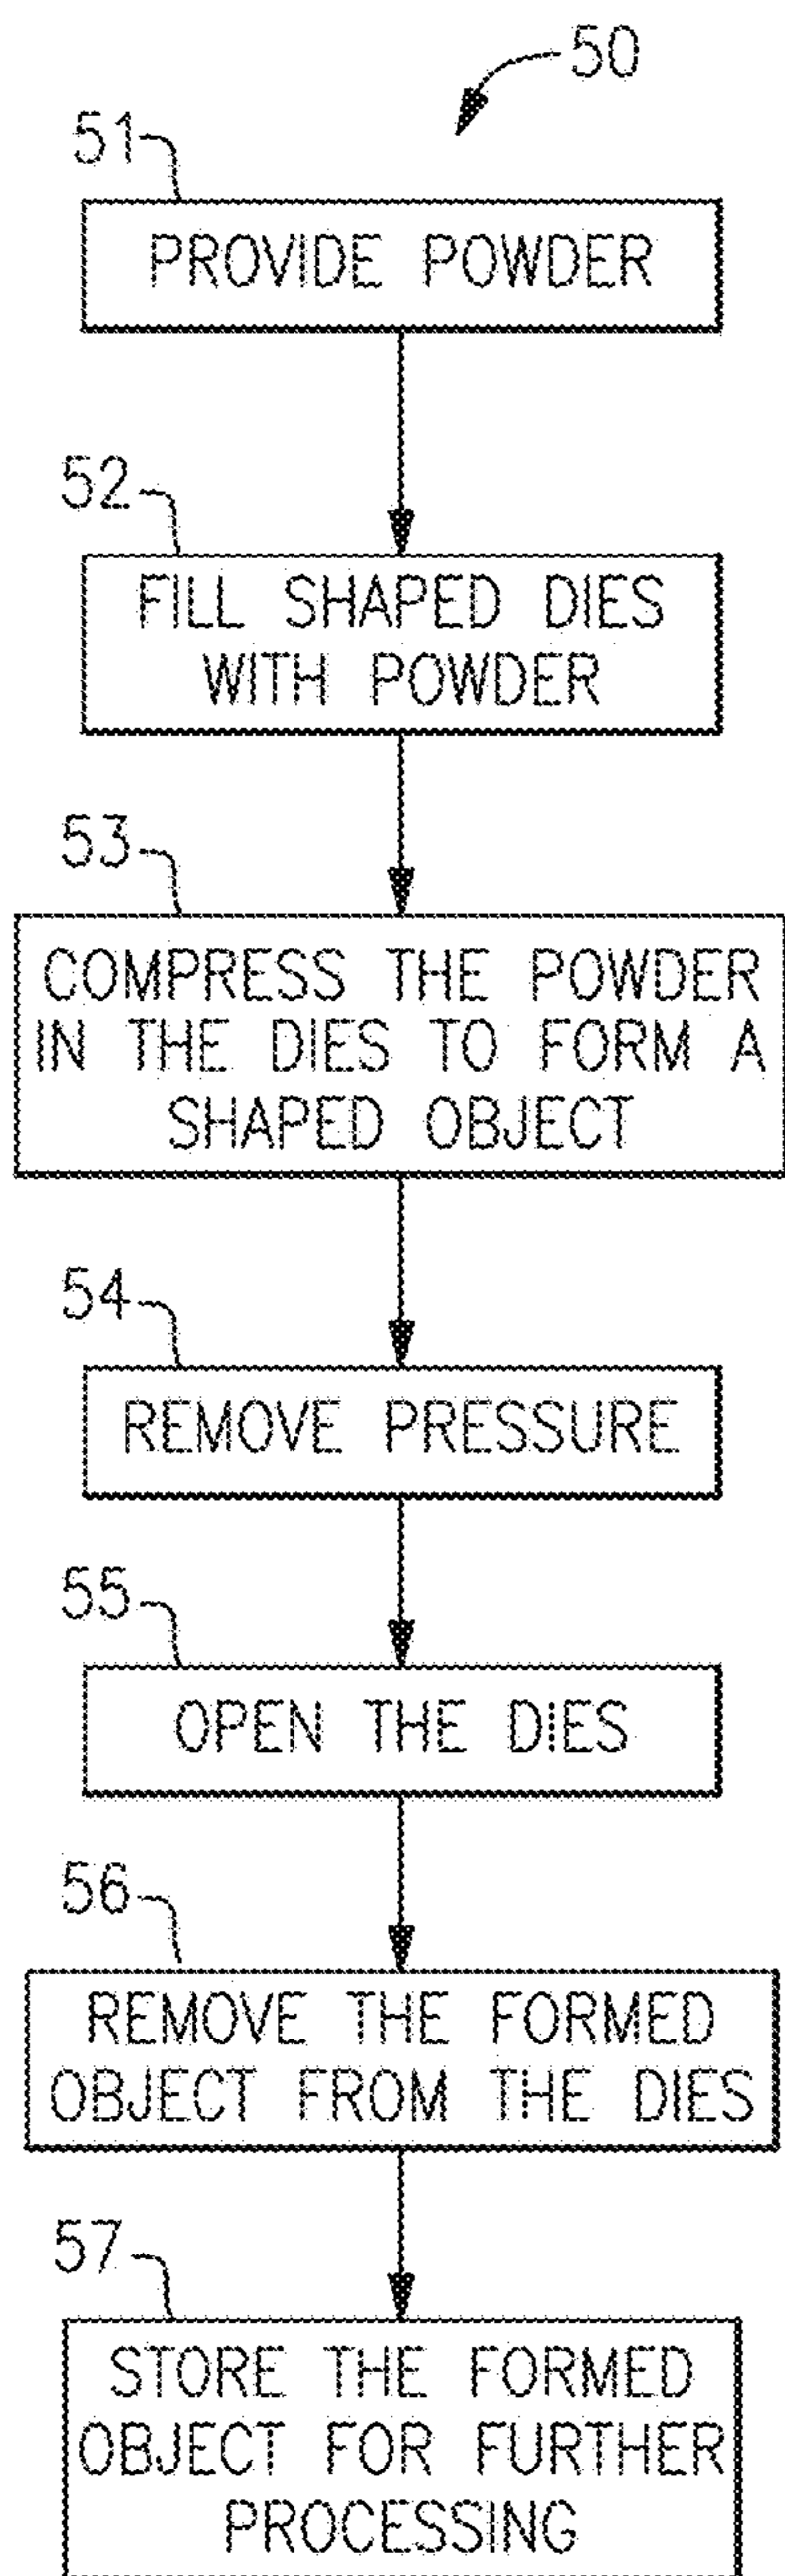 50
51
PROVIDE POWDER
52
FILL SHAPED DIES
WITH POWDER
53
COMPRESS THE POWDER
IN THE DIES TO FORM A
SHAPED OBJECT
54
REMOVE PRESSURE
55
OPEN THE DIES
56
REMOVE THE FORMED
OBJECT FROM THE DIES
57
STORE THE FORMED
OBJECT FOR FURTHER
PROCESSING